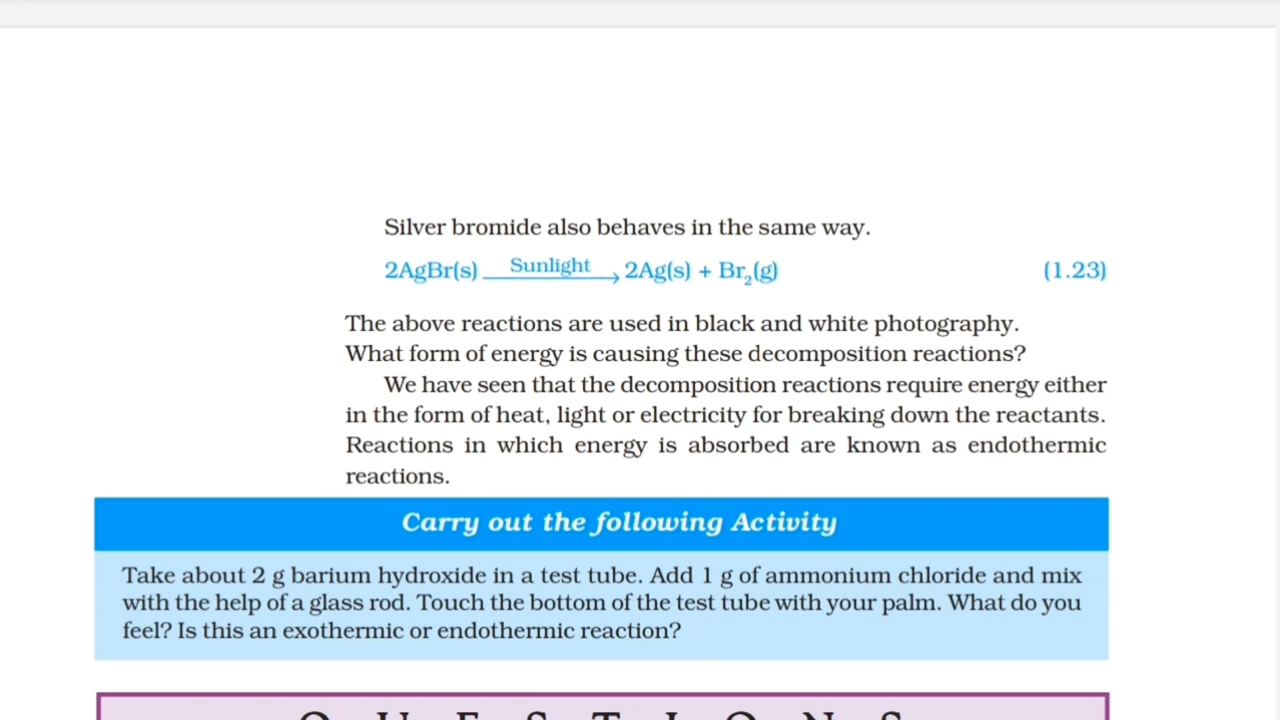 Silver bromide also behaves in the same way.
2AgBr(s) Sunlight → 2Ag(s) + Br₂(g) (1.23)
The above reactions are used in black and white photography.
What form of energy is causing these decomposition reactions?
We have seen that the decomposition reactions require energy either
in the form of heat, light or electricity for breaking down the reactants.
Reactions in which energy is absorbed are known as endothermic
reactions.
Carry out the following Activity
Take about 2 g barium hydroxide in a test tube. Add 1 g of ammonium chloride and mix
with the help of a glass rod. Touch the bottom of the test tube with your palm. What do you
feel? Is this an exothermic or endothermic reaction?
Q U E S T I O N S